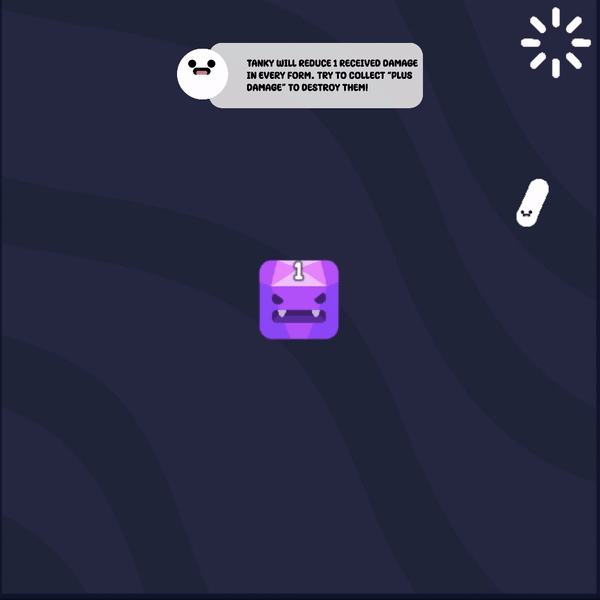 TANKY WILL REDUCE 1 RECEIVED DAMAGE
IN EVERY FORM. TRY TO COLLECT "PLUS
DAMAGE" TO DESTROY THEM!
1